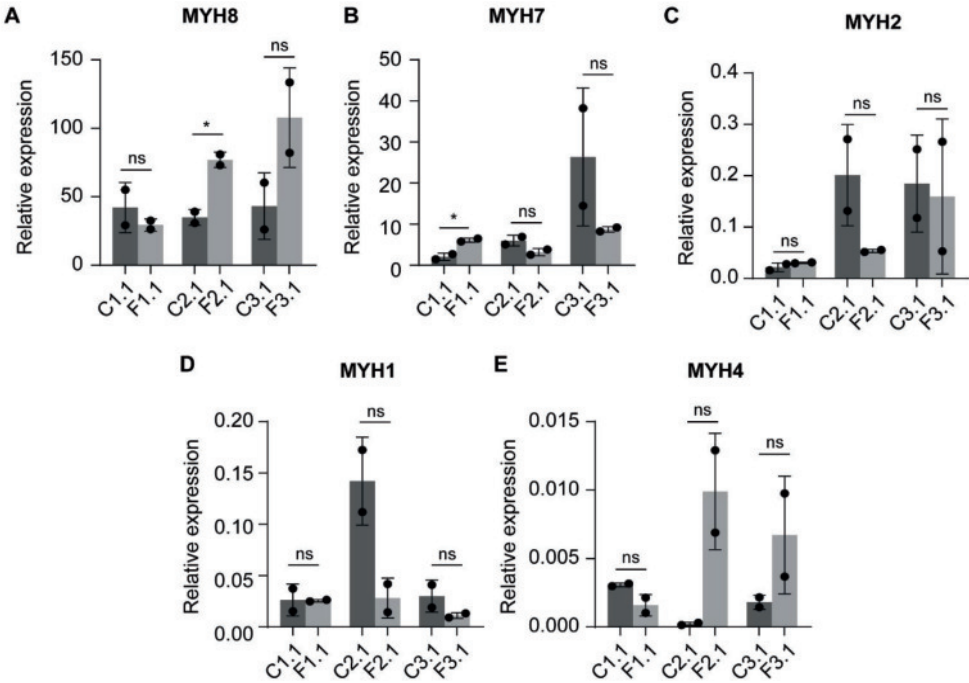 A
MYH8
Relative expression
150
100
50
0
ns
*
ns
C1.1
F1.1
C2.1
F2.1
C3.1
F3.1
B
MYH7
Relative expression
50
40
30
20
10
0
*
ns
ns
C1.1
F1.1
C2.1
F2.1
C3.1
F3.1
C
MYH2
Relative expression
0.4
0.3
0.2
0.1
0.0
ns
ns
ns
C1.1
F1.1
C2.1
F2.1
C3.1
F3.1
D
MYH1
Relative expression
0.20
0.15
0.10
0.05
0.00
ns
ns
ns
C1.1
F1.1
C2.1
F2.1
C3.1
F3.1
E
MYH4
Relative expression
0.015
0.010
0.005
0.000
ns
ns
ns
C1.1
F1.1
C2.1
F2.1
C3.1
F3.1